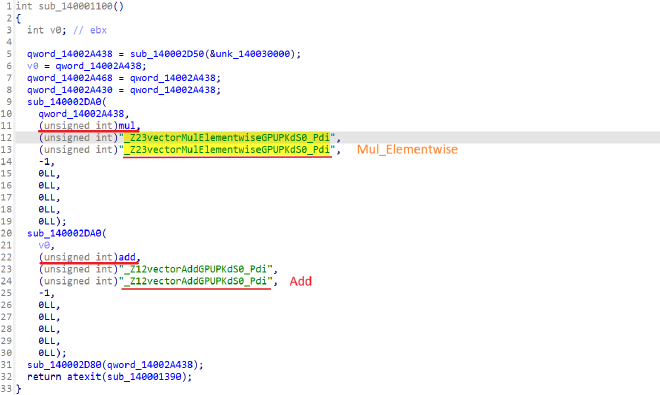 1 int sub_140001100()
2 {
3 int v0; // ebx
4
5 qword_14002A438 = sub_140002D50(&unk_140030000);
6 v0 = qword_14002A438;
7 qword_14002A468 = qword_14002A438;
8 qword_14002A430 = qword_14002A438;
9 sub_140002DA0(
10 qword_14002A438,
11 (unsigned int)mul,
12 (unsigned int)"_Z23vectorMulElementwiseGPUPKdS0_Pdi",
13 (unsigned int)"_Z23vectorMulElementwiseGPUPKdS0_Pdi", Mul_Elementwise
14 -1,
15 0LL,
16 0LL,
17 0LL,
18 0LL,
19 0LL);
20 sub_140002DA0(
21 v0,
22 (unsigned int)add,
23 (unsigned int)"_Z12vectorAddGPUPKdS0_Pdi",
24 (unsigned int)"_Z12vectorAddGPUPKdS0_Pdi", Add
25 -1,
26 0LL,
27 0LL,
28 0LL,
29 0LL,
30 0LL);
31 sub_140002D80(qword_14002A438);
32 return atexit(sub_140001390);
33 }